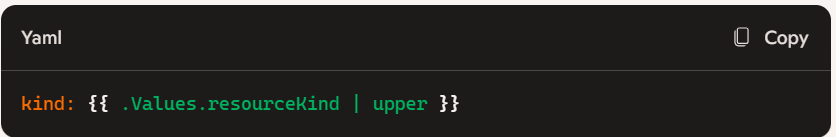 Yaml
Copy
kind: {{ .Values.resourceKind | upper }}